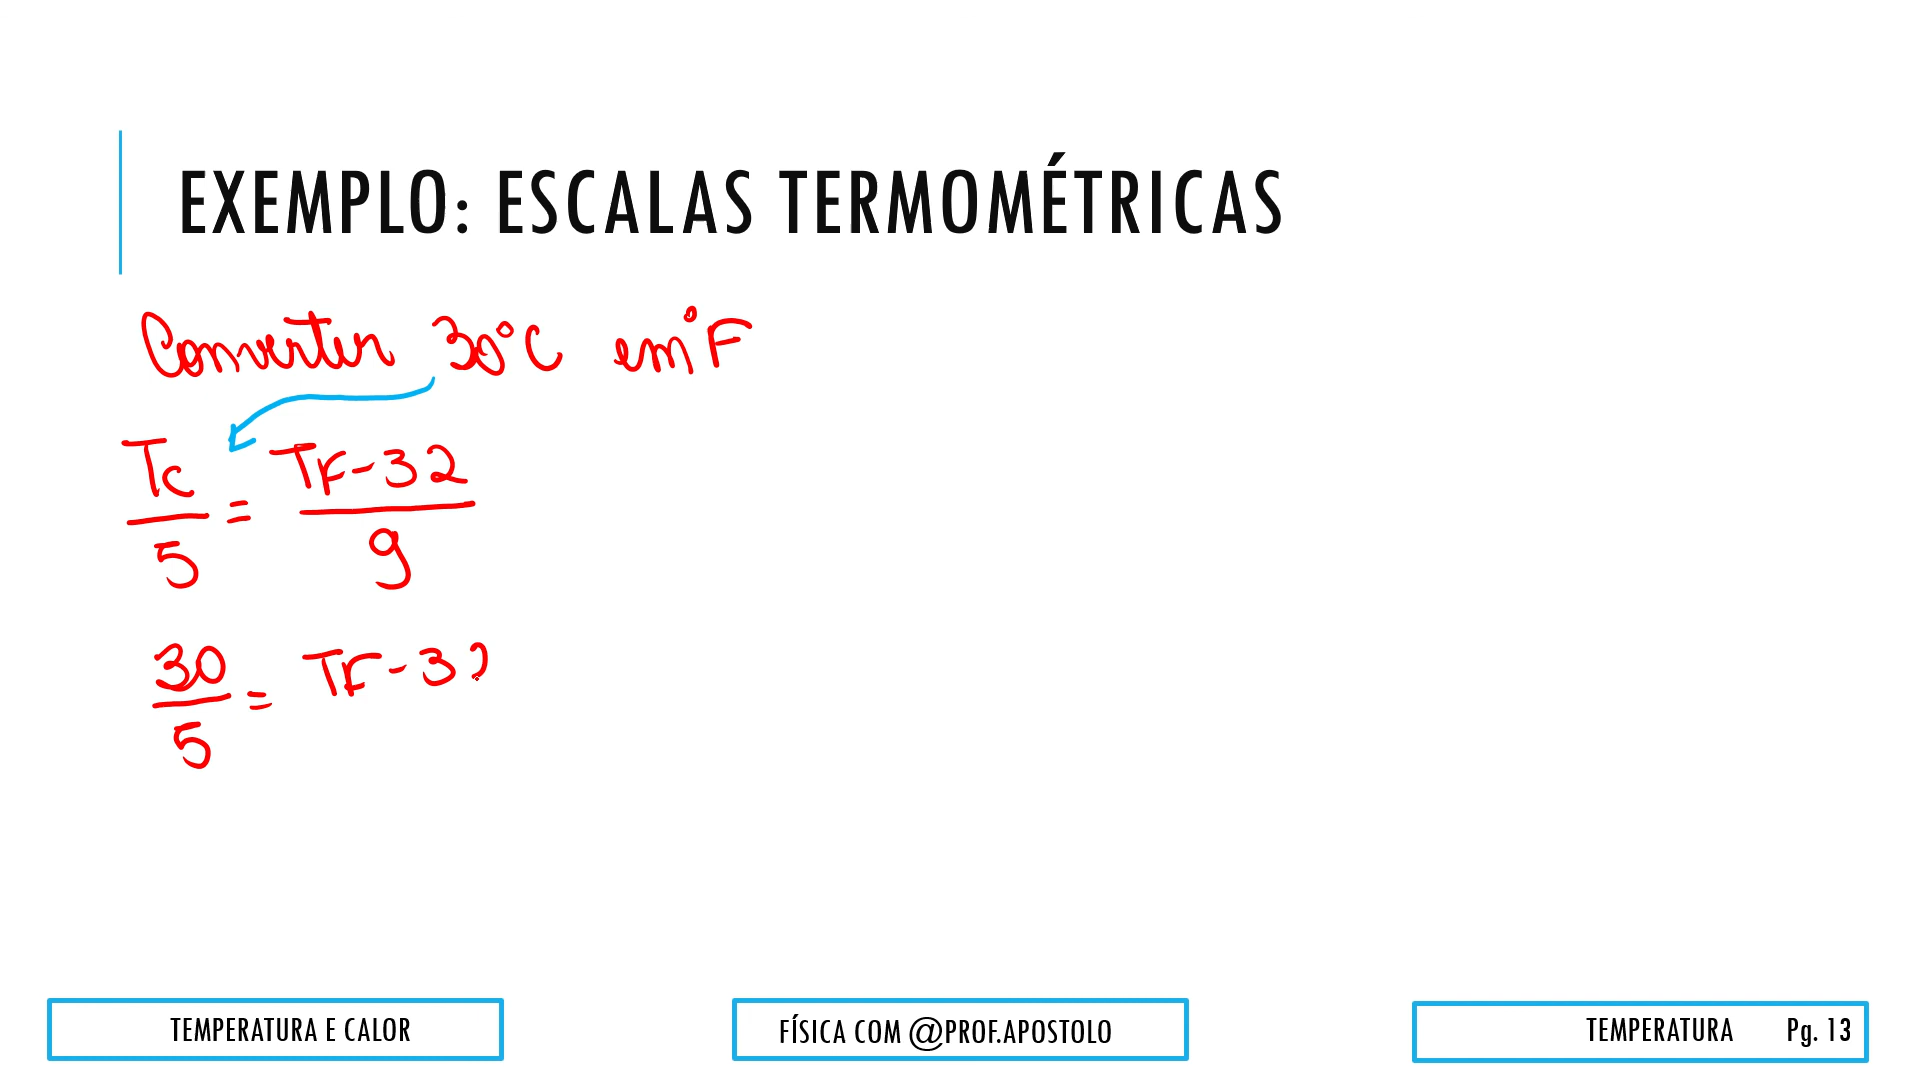 EXEMPLO: ESCALAS TERMOMÉTRICAS
Converter 30°C em °F
Tc/5 = TF-32/9
30/5 = TF-32
TEMPERATURA E CALOR
FÍSICA COM @PROF.APOSTOLO
TEMPERATURA Pg. 13